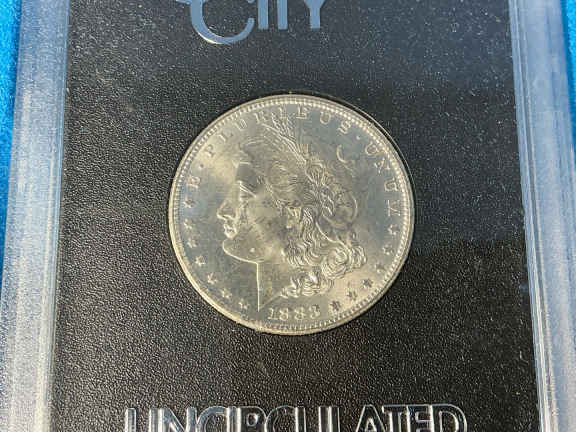 CITY
E · PLURIBUS · UNUM
1883
UNCIRCULATED